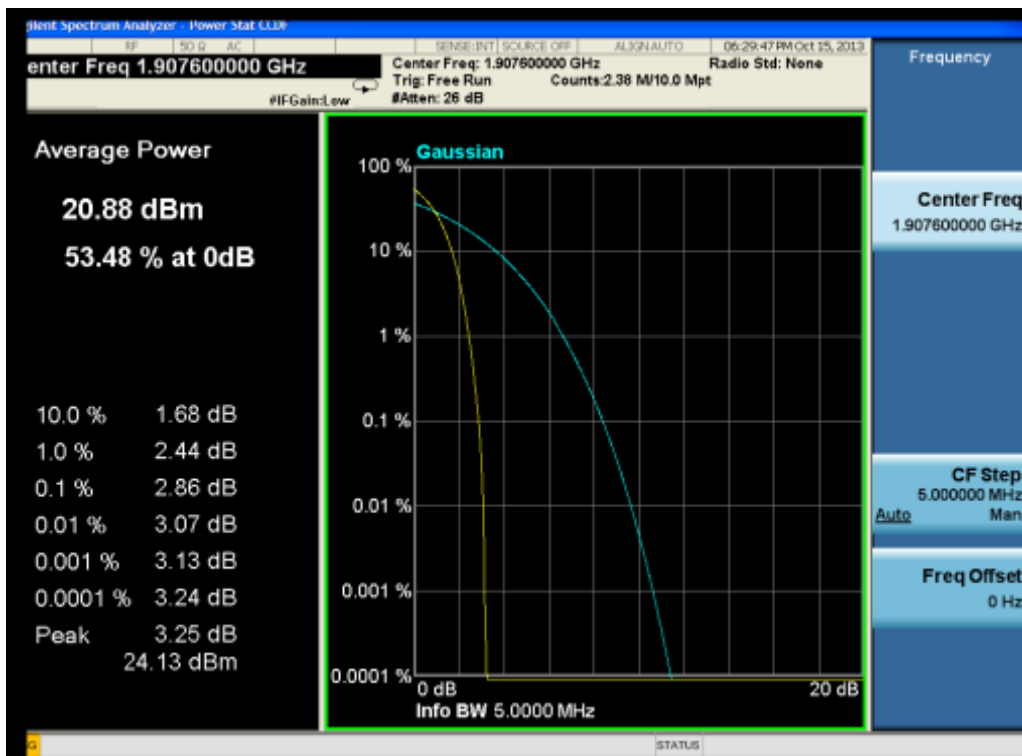 gilent Spectrum Analyzer - Power Stat CCDF
RF 50 Ω AC SENSE:INT SOURCE OFF ALIGNAUTO 06:29:47 PM Oct 15, 2013
enter Freq 1.907600000 GHz
Center Freq: 1.907600000 GHz Radio Std: None
Trig: Free Run Counts:2.38 M/10.0 Mpt
#IFGain:Low #Atten: 26 dB
Frequency
Average Power
20.88 dBm
53.48 % at 0dB
10.0 % 1.68 dB
1.0 % 2.44 dB
0.1 % 2.86 dB
0.01 % 3.07 dB
0.001 % 3.13 dB
0.0001 % 3.24 dB
Peak 3.25 dB
24.13 dBm
Gaussian
100 %
10 %
1 %
0.1 %
0.01 %
0.001 %
0.0001 %
0 dB 20 dB
Info BW 5.0000 MHz
Center Freq
1.907600000 GHz
CF Step
5.000000 MHz
Auto Man
Freq Offset
0 Hz
G STATUS